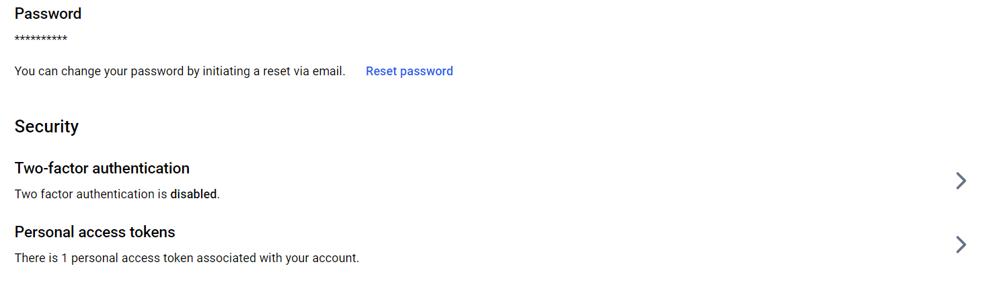 Password
**********
You can change your password by initiating a reset via email. Reset password
Security
Two-factor authentication
Two factor authentication is disabled.
Personal access tokens
There is 1 personal access token associated with your account.